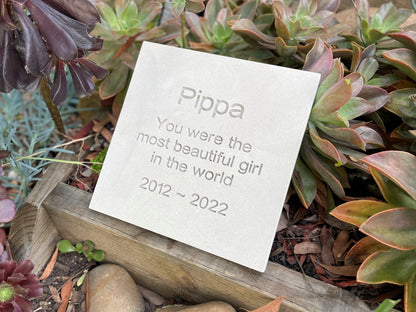 Pippa
You were the
most beautiful girl
in the world
2012 ~ 2022